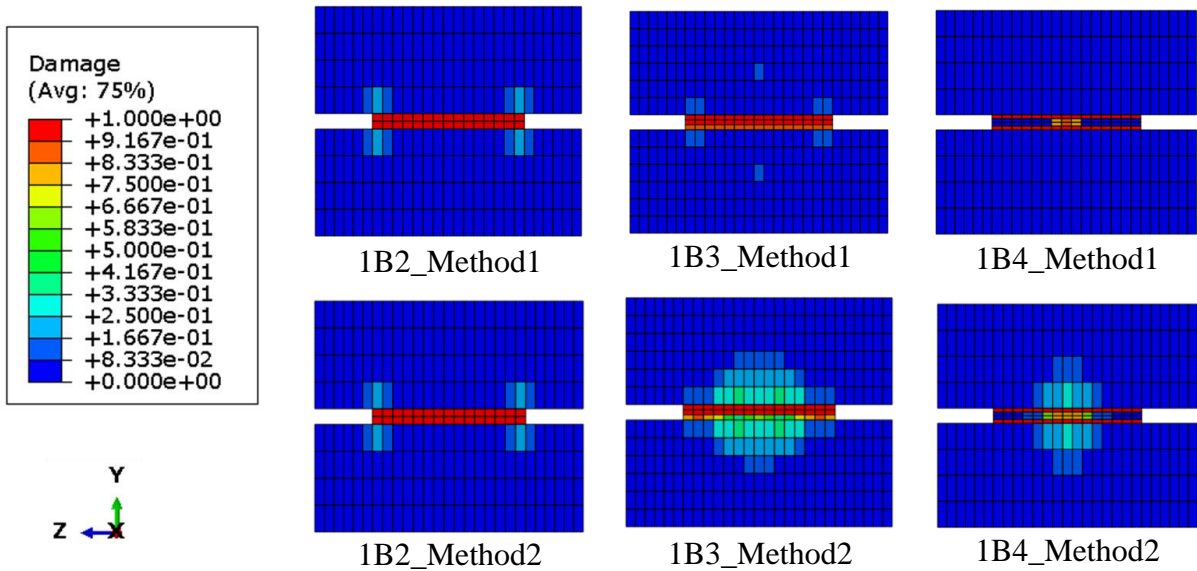 Damage
(Avg: 75%)
+1.000e+00
+9.167e-01
+8.333e-01
+7.500e-01
+6.667e-01
+5.833e-01
+5.000e-01
+4.167e-01
+3.333e-01
+2.500e-01
+1.667e-01
+8.333e-02
+0.000e+00
1B2_Method1
1B3_Method1
1B4_Method1
Y
Z
X
1B2_Method2
1B3_Method2
1B4_Method2